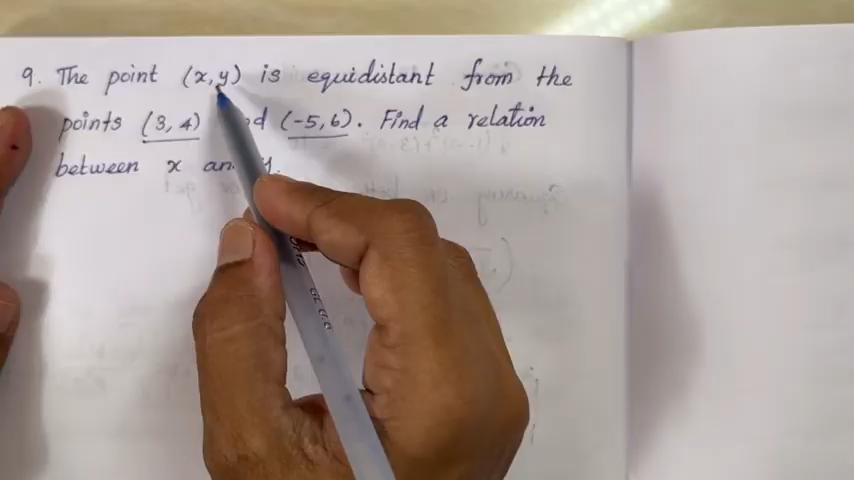 9. The point (x,y) is equidistant from the
points (3,4) (-5,6). Find a relation
between x